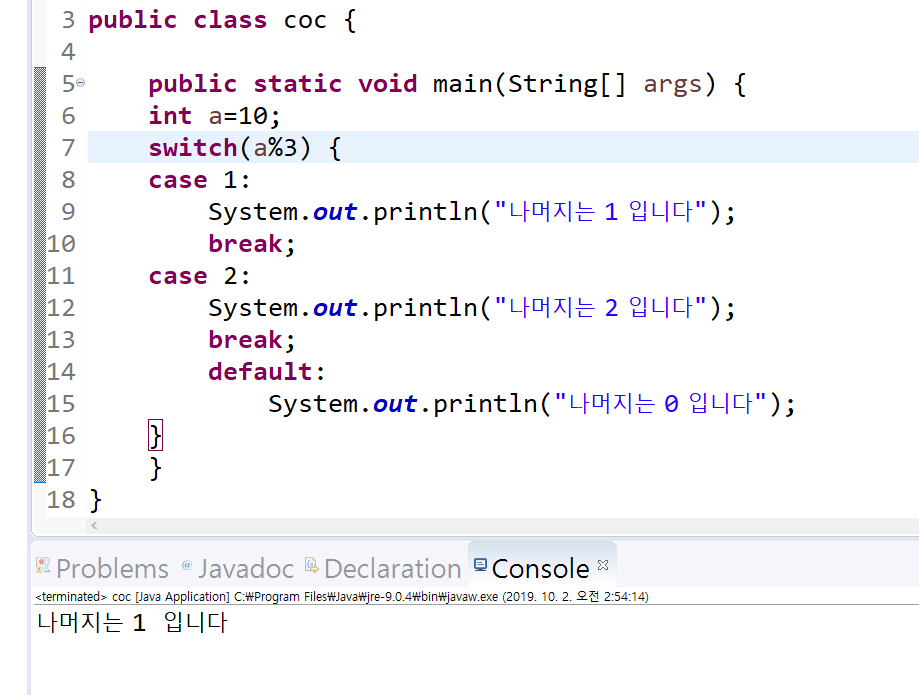 3 public class coc {
4
5 public static void main(String[] args) {
6 int a=10;
7 switch(a%3) {
8 case 1:
9 System.out.println("나머지는 1 입니다");
10 break;
11 case 2:
12 System.out.println("나머지는 2 입니다");
13 break;
14 default:
15 System.out.println("나머지는 0 입니다");
16 }
17 }
18 }
Problems @ Javadoc Declaration Console
<terminated> coc [Java Application] C:₩Program Files₩Java₩jre-9.0.4₩bin₩javaw.exe (2019. 10. 2. 오전 2:54:14)
나머지는 1 입니다